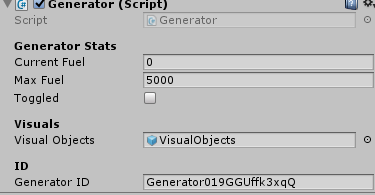 Generator (Script)
Script Generator
Generator Stats
Current Fuel 0
Max Fuel 5000
Toggled
Visuals
Visual Objects VisualObjects
ID
Generator ID Generator019GGUffk3xqQ